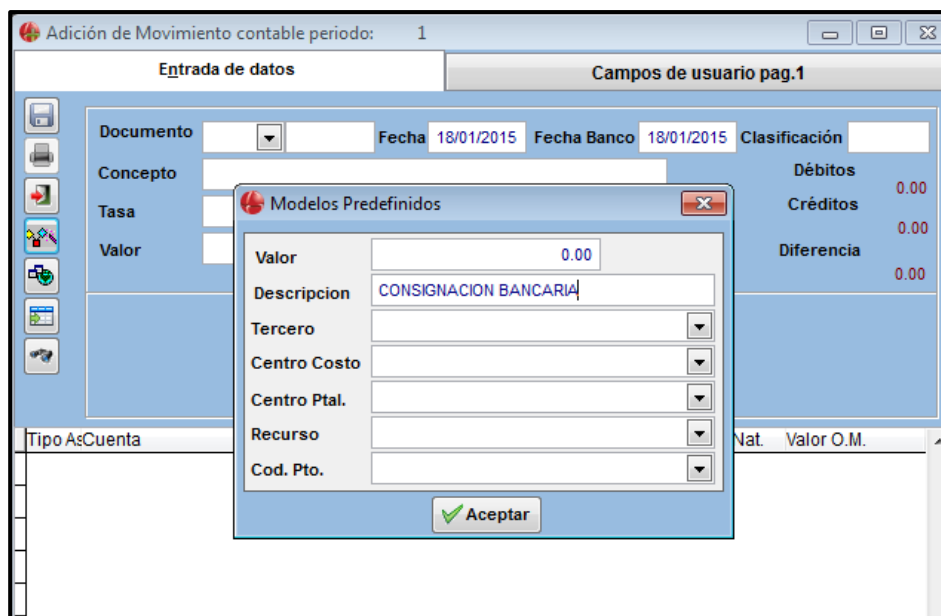 Adición de Movimiento contable periodo: 1
Entrada de datos
Campos de usuario pag.1
Documento
Fecha 18/01/2015 Fecha Banco 18/01/2015 Clasificación
Concepto
Débitos
0.00
Tasa
Créditos
0.00
Valor
Diferencia
0.00
Modelos Predefinidos
Valor 0.00
Descripcion CONSIGNACION BANCARIA
Tercero
Centro Costo
Centro Ptal.
Recurso
Cod. Pto.
Aceptar
Tipo As Cuenta Nat. Valor O.M.